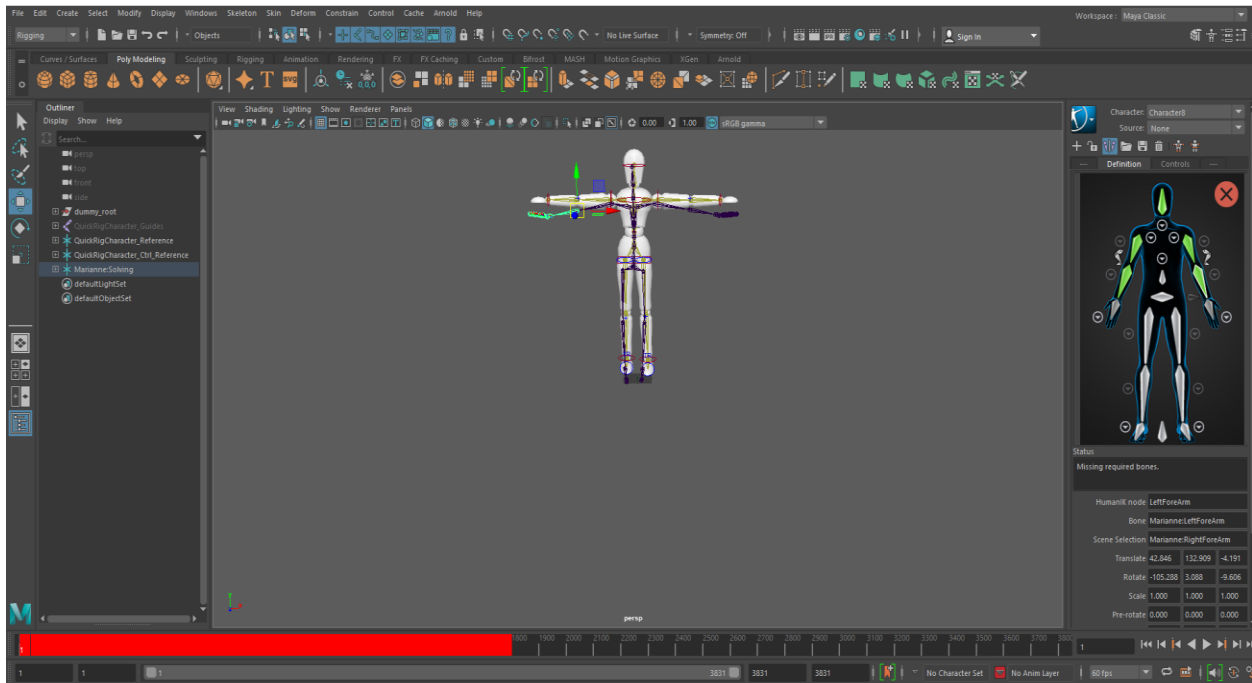 File Edit Create Select Modify Display Windows Skeleton Skin Deform Constrain Control Cache Arnold Help
Workspace : Maya Classic
Rigging Objects No Live Surface Symmetry: Off Sign In
Curves / Surfaces Poly Modeling Sculpting Rigging Animation Rendering FX FX Caching Custom Bifrost MASH Motion Graphics XGen Arnold
T SVG 0,0,0
Outliner
Display Show Help
Search...
persp
top
front
side
dummy_root
QuickRigCharacter_Guides
QuickRigCharacter_Reference
QuickRigCharacter_Ctrl_Reference
Marianne:Solving
defaultLightSet
defaultObjectSet
View Shading Lighting Show Renderer Panels
0.00 1.00 sRGB gamma
persp
Character: Character8
Source: None
Definition Controls
Status
Missing required bones.
HumanIK node LeftForeArm
Bone Marianne:LeftForeArm
Scene Selection Marianne:RightForeArm
Translate 42.846 132.909 -4.191
Rotate -105.288 3.088 -9.606
Scale 1.000 1.000 1.000
Pre-rotate 0.000 0.000 0.000
1 1800 1900 2000 2100 2200 2300 2400 2500 2600 2700 2800 2900 3000 3100 3200 3300 3400 3500 3600 3700 3800 1
1 1 1 3831 3831 3831 No Character Set No Anim Layer 60 fps